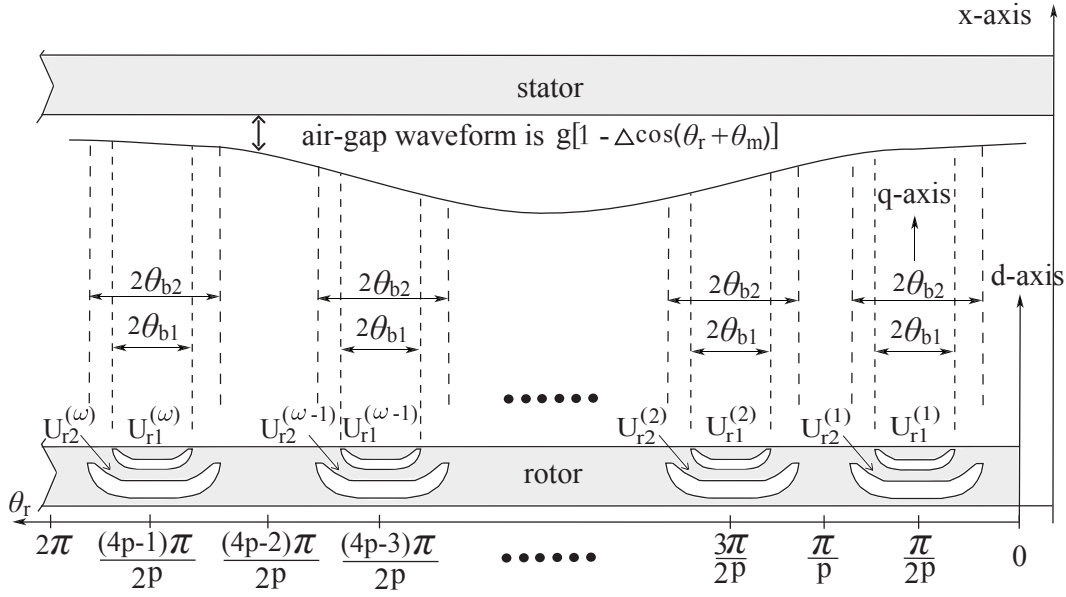 x-axis
stator
air-gap waveform is g[1 - Δcos(θr + θm)]
q-axis
d-axis
2θb2 2θb2 2θb2 2θb2
2θb1 2θb1 2θb1 2θb1
Ur2(ω) Ur1(ω) Ur2(ω-1) Ur1(ω-1) Ur2(2) Ur1(2) Ur2(1) Ur1(1)
rotor
θr
2π (4p-1)π/2p (4p-2)π/2p (4p-3)π/2p 3π/2p π/p π/2p 0